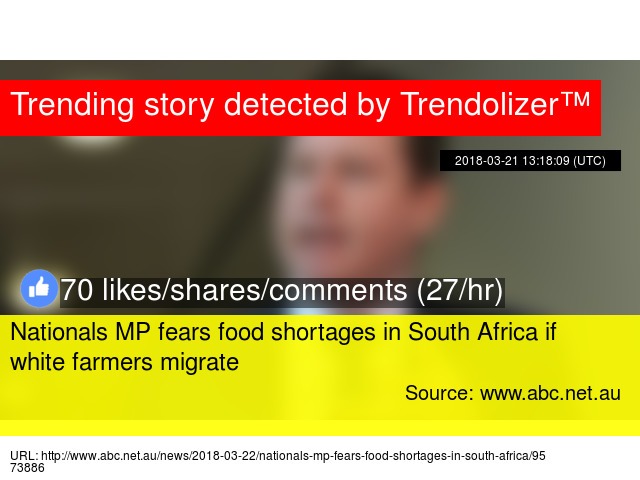 Trending story detected by Trendolizer™
2018-03-21 13:18:09 (UTC)
70 likes/shares/comments (27/hr)
Nationals MP fears food shortages in South Africa if
white farmers migrate
Source: www.abc.net.au
URL: http://www.abc.net.au/news/2018-03-22/nationals-mp-fears-food-shortages-in-south-africa/95
73886